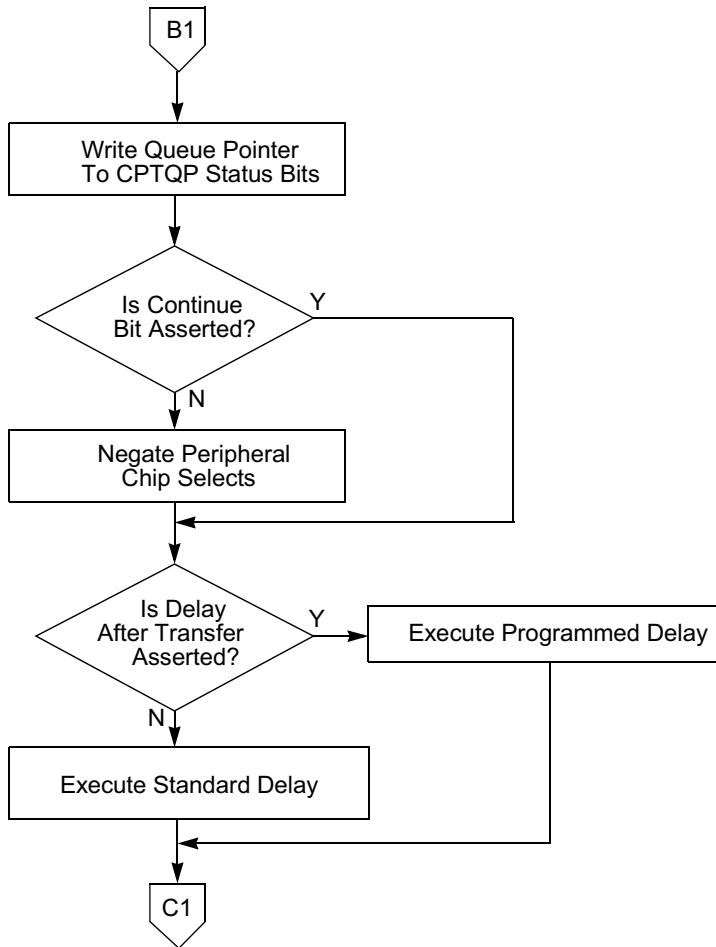 B1
Write Queue Pointer
To CPTQP Status Bits
Is Continue
Bit Asserted?
Y
N
Negate Peripheral
Chip Selects
Is Delay
After Transfer
Asserted?
Y
Execute Programmed Delay
N
Execute Standard Delay
C1